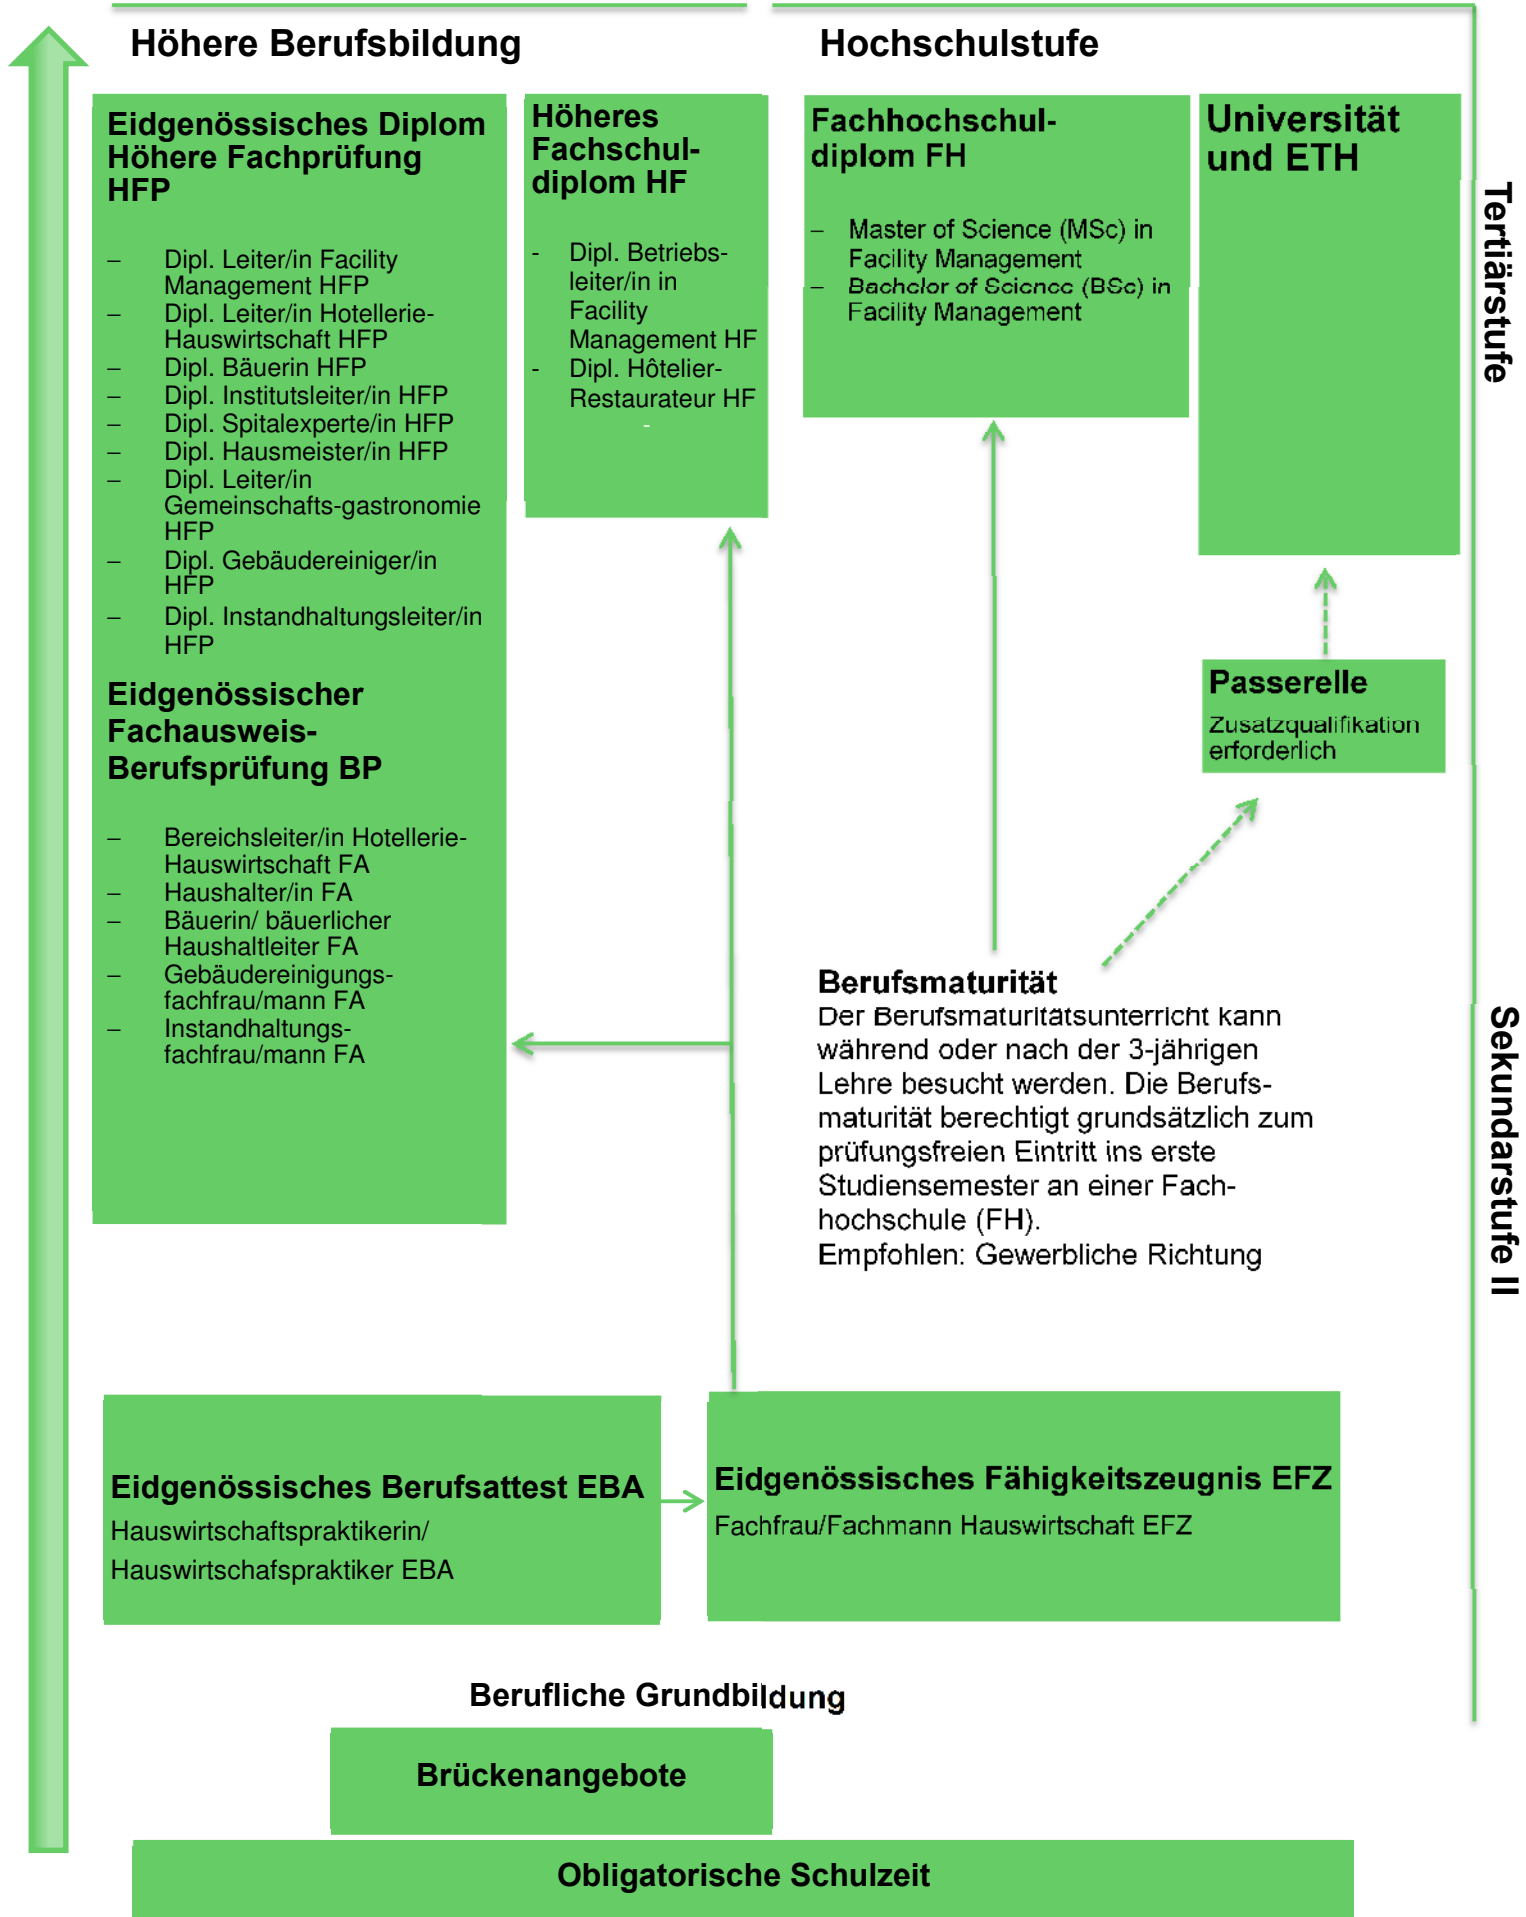 Höhere Berufsbildung
Hochschulstufe
Eidgenössisches Diplom
Höhere Fachprüfung
HFP
– Dipl. Leiter/in Facility
Management HFP
– Dipl. Leiter/in Hotellerie-
Hauswirtschaft HFP
– Dipl. Bäuerin HFP
– Dipl. Institutsleiter/in HFP
– Dipl. Spitalexperte/in HFP
– Dipl. Hausmeister/in HFP
– Dipl. Leiter/in
Gemeinschafts-gastronomie
HFP
– Dipl. Gebäudereiniger/in
HFP
– Dipl. Instandhaltungsleiter/in
HFP
Eidgenössischer
Fachausweis-
Berufsprüfung BP
– Bereichsleiter/in Hotellerie-
Hauswirtschaft FA
– Haushalter/in FA
– Bäuerin/ bäuerlicher
Haushaltleiter FA
– Gebäudereinigungs-
fachfrau/mann FA
– Instandhaltungs-
fachfrau/mann FA
Höheres
Fachschul-
diplom HF
- Dipl. Betriebs-
leiter/in in
Facility
Management HF
- Dipl. Hôtelier-
Restaurateur HF
-
Fachhochschul-
diplom FH
– Master of Science (MSc) in
Facility Management
– Bachelor of Science (BSc) in
Facility Management
Universität
und ETH
Tertiärstufe
Passerelle
Zusatzqualifikation
erforderlich
Berufsmaturität
Der Berufsmaturitätsunterricht kann
während oder nach der 3-jährigen
Lehre besucht werden. Die Berufs-
maturität berechtigt grundsätzlich zum
prüfungsfreien Eintritt ins erste
Studiensemester an einer Fach-
hochschule (FH).
Empfohlen: Gewerbliche Richtung
Sekundarstufe II
Eidgenössisches Berufsattest EBA
Hauswirtschaftspraktikerin/
Hauswirtschafspraktiker EBA
Eidgenössisches Fähigkeitszeugnis EFZ
Fachfrau/Fachmann Hauswirtschaft EFZ
Berufliche Grundbildung
Brückenangebote
Obligatorische Schulzeit